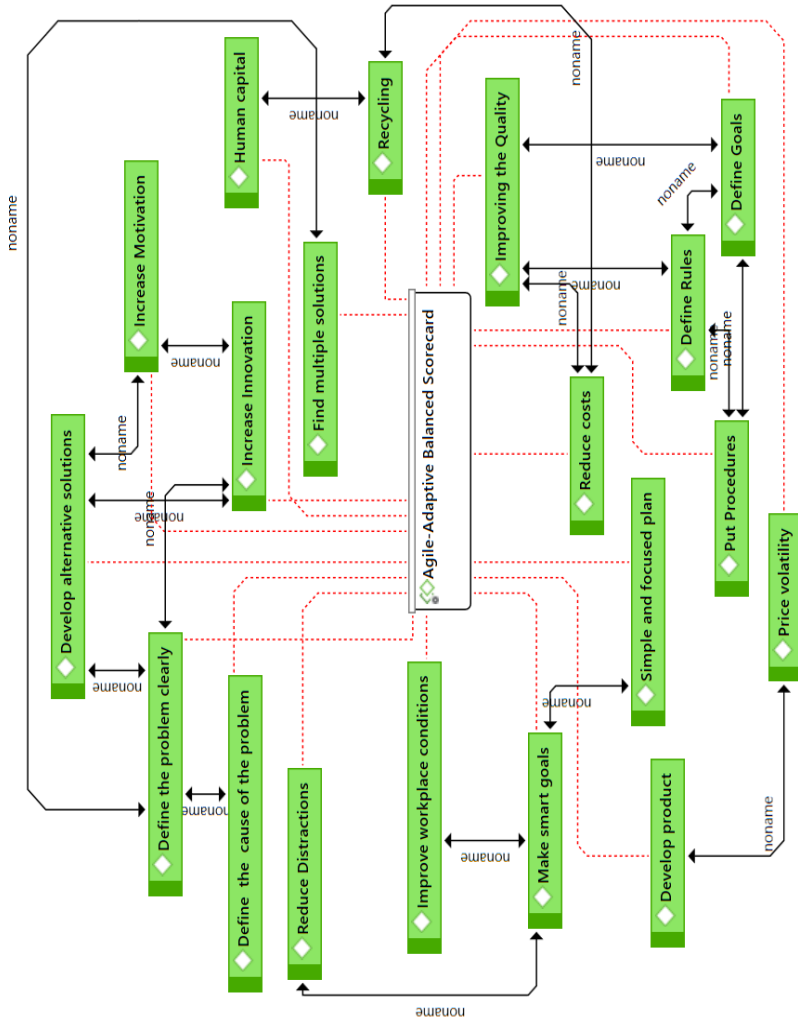 noname
Develop alternative solutions
noname
noname
Increase Motivation
noname
noname
Define the problem clearly
noname
noname
noname
Define the cause of the problem
Increase Innovation
Human capital
Reduce Distractions
Find multiple solutions
noname
Recycling
Improve workplace conditions
Agile-Adaptive Balanced Scorecard
noname
noname
Improving the Quality
Make smart goals
noname
noname
noname
Reduce costs
noname
noname
Simple and focused plan
Develop product
Define Rules
noname
noname
noname
Put Procedures
Define Goals
noname
Price volatility